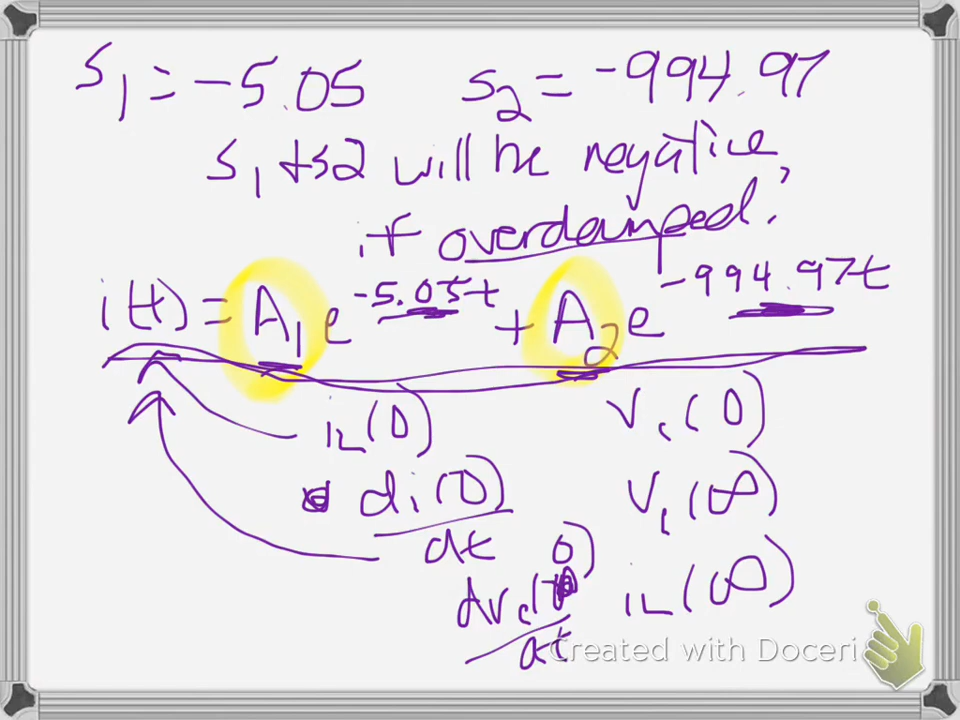 s₁ = -5.05 s₂ = -994.97
s₁ + s2 will be negative,
if overdamped.
i(t) = A₁e^-5.05t + A₂e^-994.97t
iL(0) Vc(0)
di(0)/dt Vc(∞)
dvc(0)/dt iL(∞)
Created with Doceri